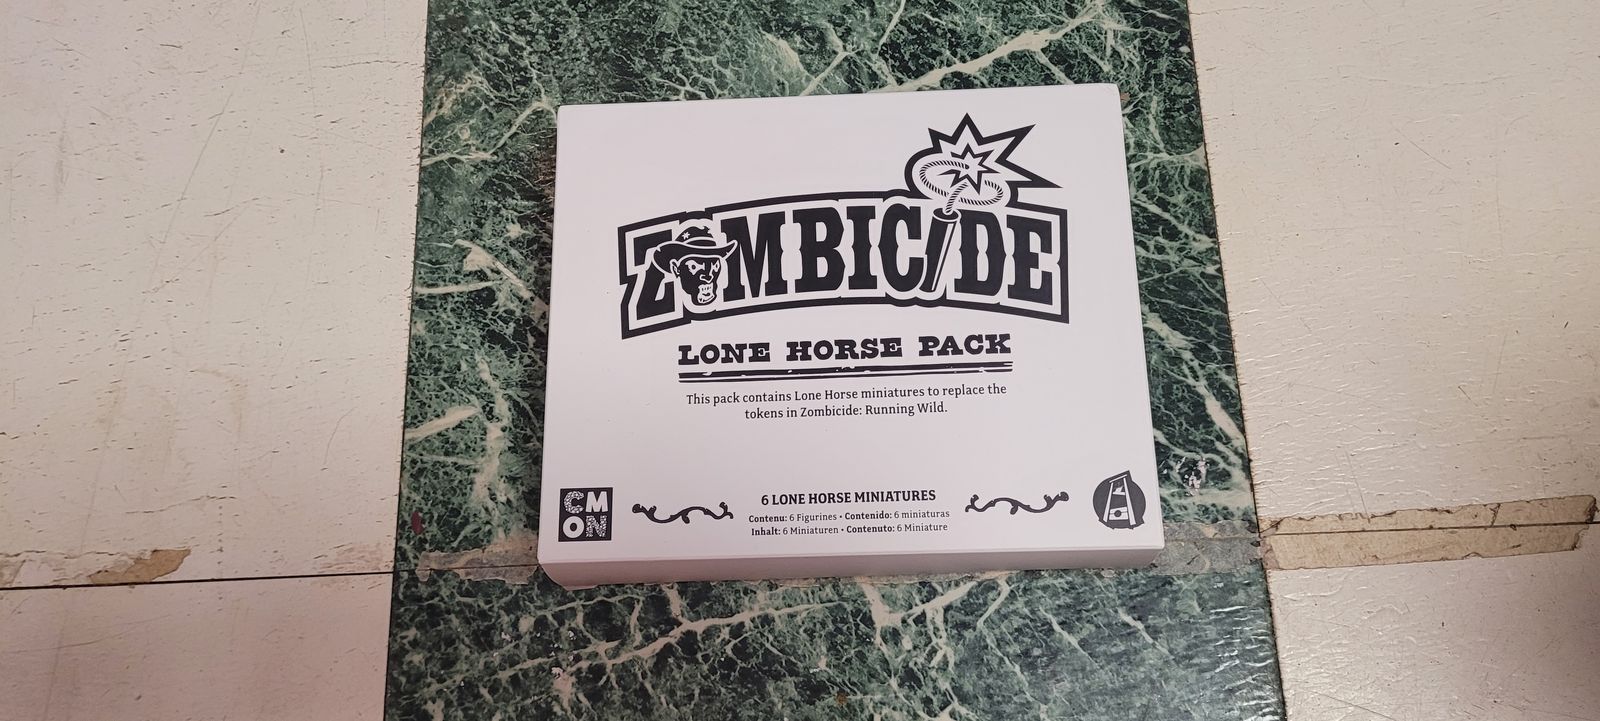 ZOMBICIDE
LONE HORSE PACK
This pack contains Lone Horse miniatures to replace the
tokens in Zombicide: Running Wild.
CMON
6 LONE HORSE MINIATURES
Contenu: 6 Figurines • Contenido: 6 miniaturas
Inhalt: 6 Miniaturen • Contenuto: 6 Miniature